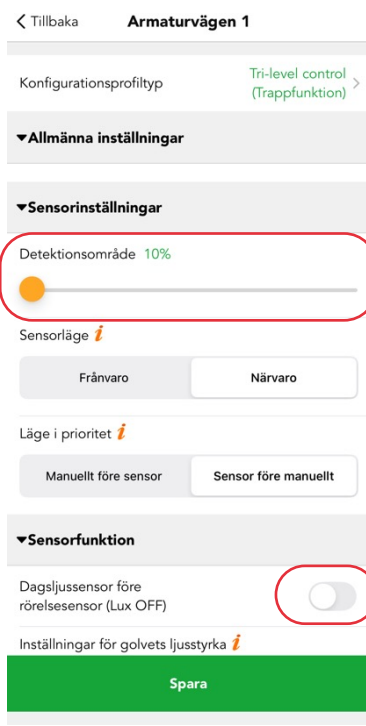 Tillbaka Armaturvägen 1
Konfigurationsprofiltyp Tri-level control
(Trappfunktion)
Allmänna inställningar
Sensorinställningar
Detektionsområde 10%
Sensorläge i
Frånvaro Närvaro
Läge i prioritet i
Manuellt före sensor Sensor före manuellt
Sensorfunktion
Dagsljussensor före
rörelsesensor (Lux OFF)
Inställningar för golvets ljusstyrka i
Spara